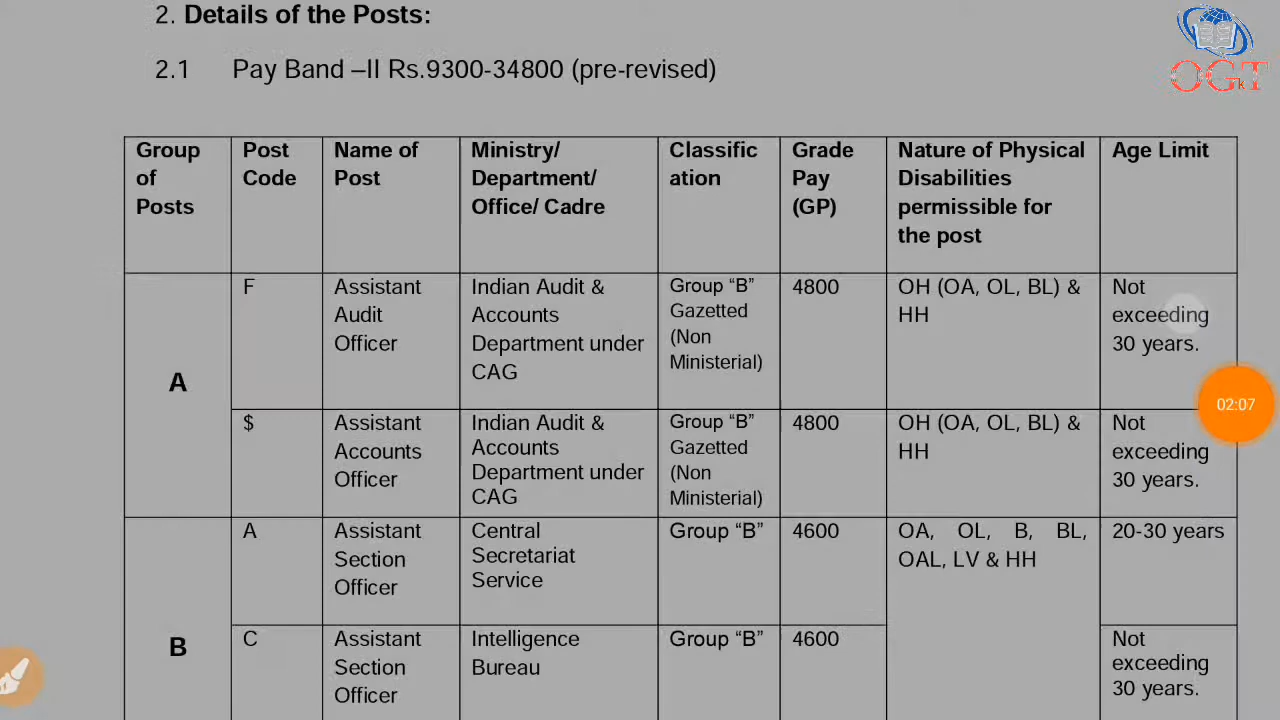 2. Details of the Posts:
2.1 Pay Band –II Rs.9300-34800 (pre-revised)
OGT
k
Group of Posts
Post Code
Name of Post
Ministry/ Department/ Office/ Cadre
Classification
Grade Pay (GP)
Nature of Physical Disabilities permissible for the post
Age Limit
A
F
Assistant Audit Officer
Indian Audit & Accounts Department under CAG
Group “B” Gazetted (Non Ministerial)
4800
OH (OA, OL, BL) & HH
Not exceeding 30 years.
$
Assistant Accounts Officer
Indian Audit & Accounts Department under CAG
Group “B” Gazetted (Non Ministerial)
4800
OH (OA, OL, BL) & HH
Not exceeding 30 years.
02:07
B
A
Assistant Section Officer
Central Secretariat Service
Group “B”
4600
OA, OL, B, BL, OAL, LV & HH
20-30 years
C
Assistant Section Officer
Intelligence Bureau
Group “B”
4600
Not exceeding 30 years.